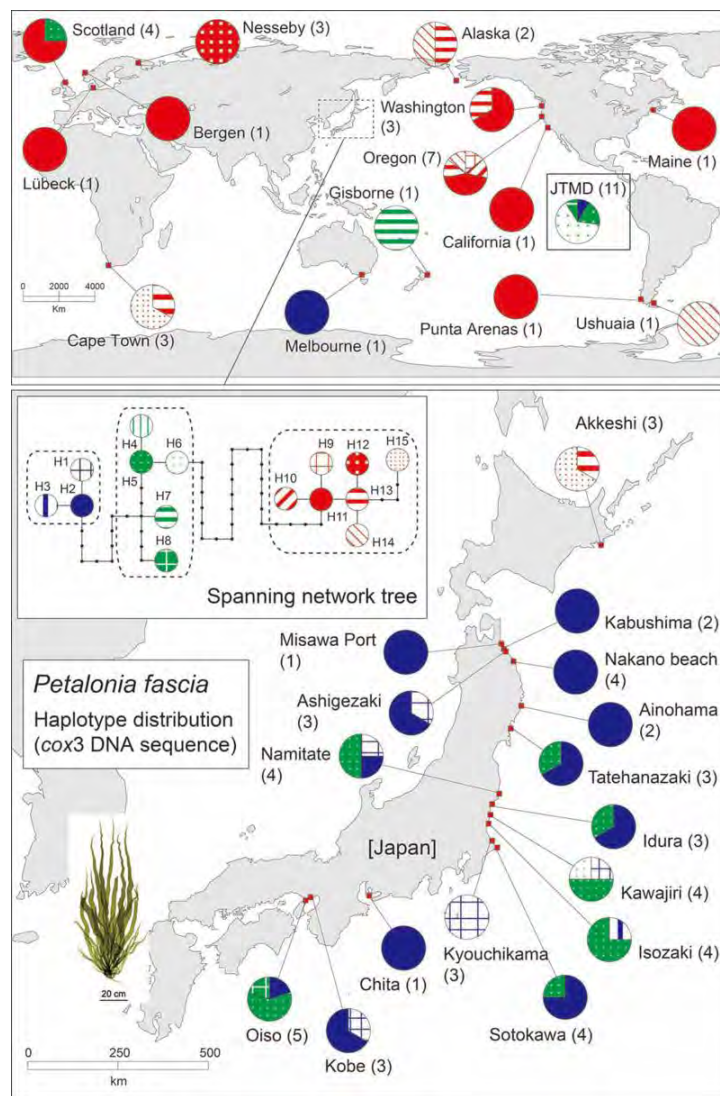 Scotland (4)
Nesseby (3)
Alaska (2)
Washington
(3)
Oregon (7)
Bergen (1)
Lübeck (1)
Maine (1)
JTMD (11)
Gisborne (1)
California (1)
0 2000 4000
Km
Cape Town (3)
Melbourne (1)
Punta Arenas (1)
Ushuaia (1)
H1
H2
H3
H4
H5
H6
H7
H8
H9
H10
H11
H12
H13
H14
H15
Spanning network tree
Akkeshi (3)
Petalonia fascia
Haplotype distribution
(cox3 DNA sequence)
Misawa Port
(1)
Kabushima (2)
Nakano beach
(4)
Ashigezaki
(3)
Ainohama
(2)
Namitate
(4)
Tatehanazaki (3)
Idura (3)
[Japan]
Kawajiri (4)
Kyouchikama
(3)
Isozaki (4)
Chita (1)
20 cm
Oiso (5)
Kobe (3)
Sotokawa (4)
0 250 500
km